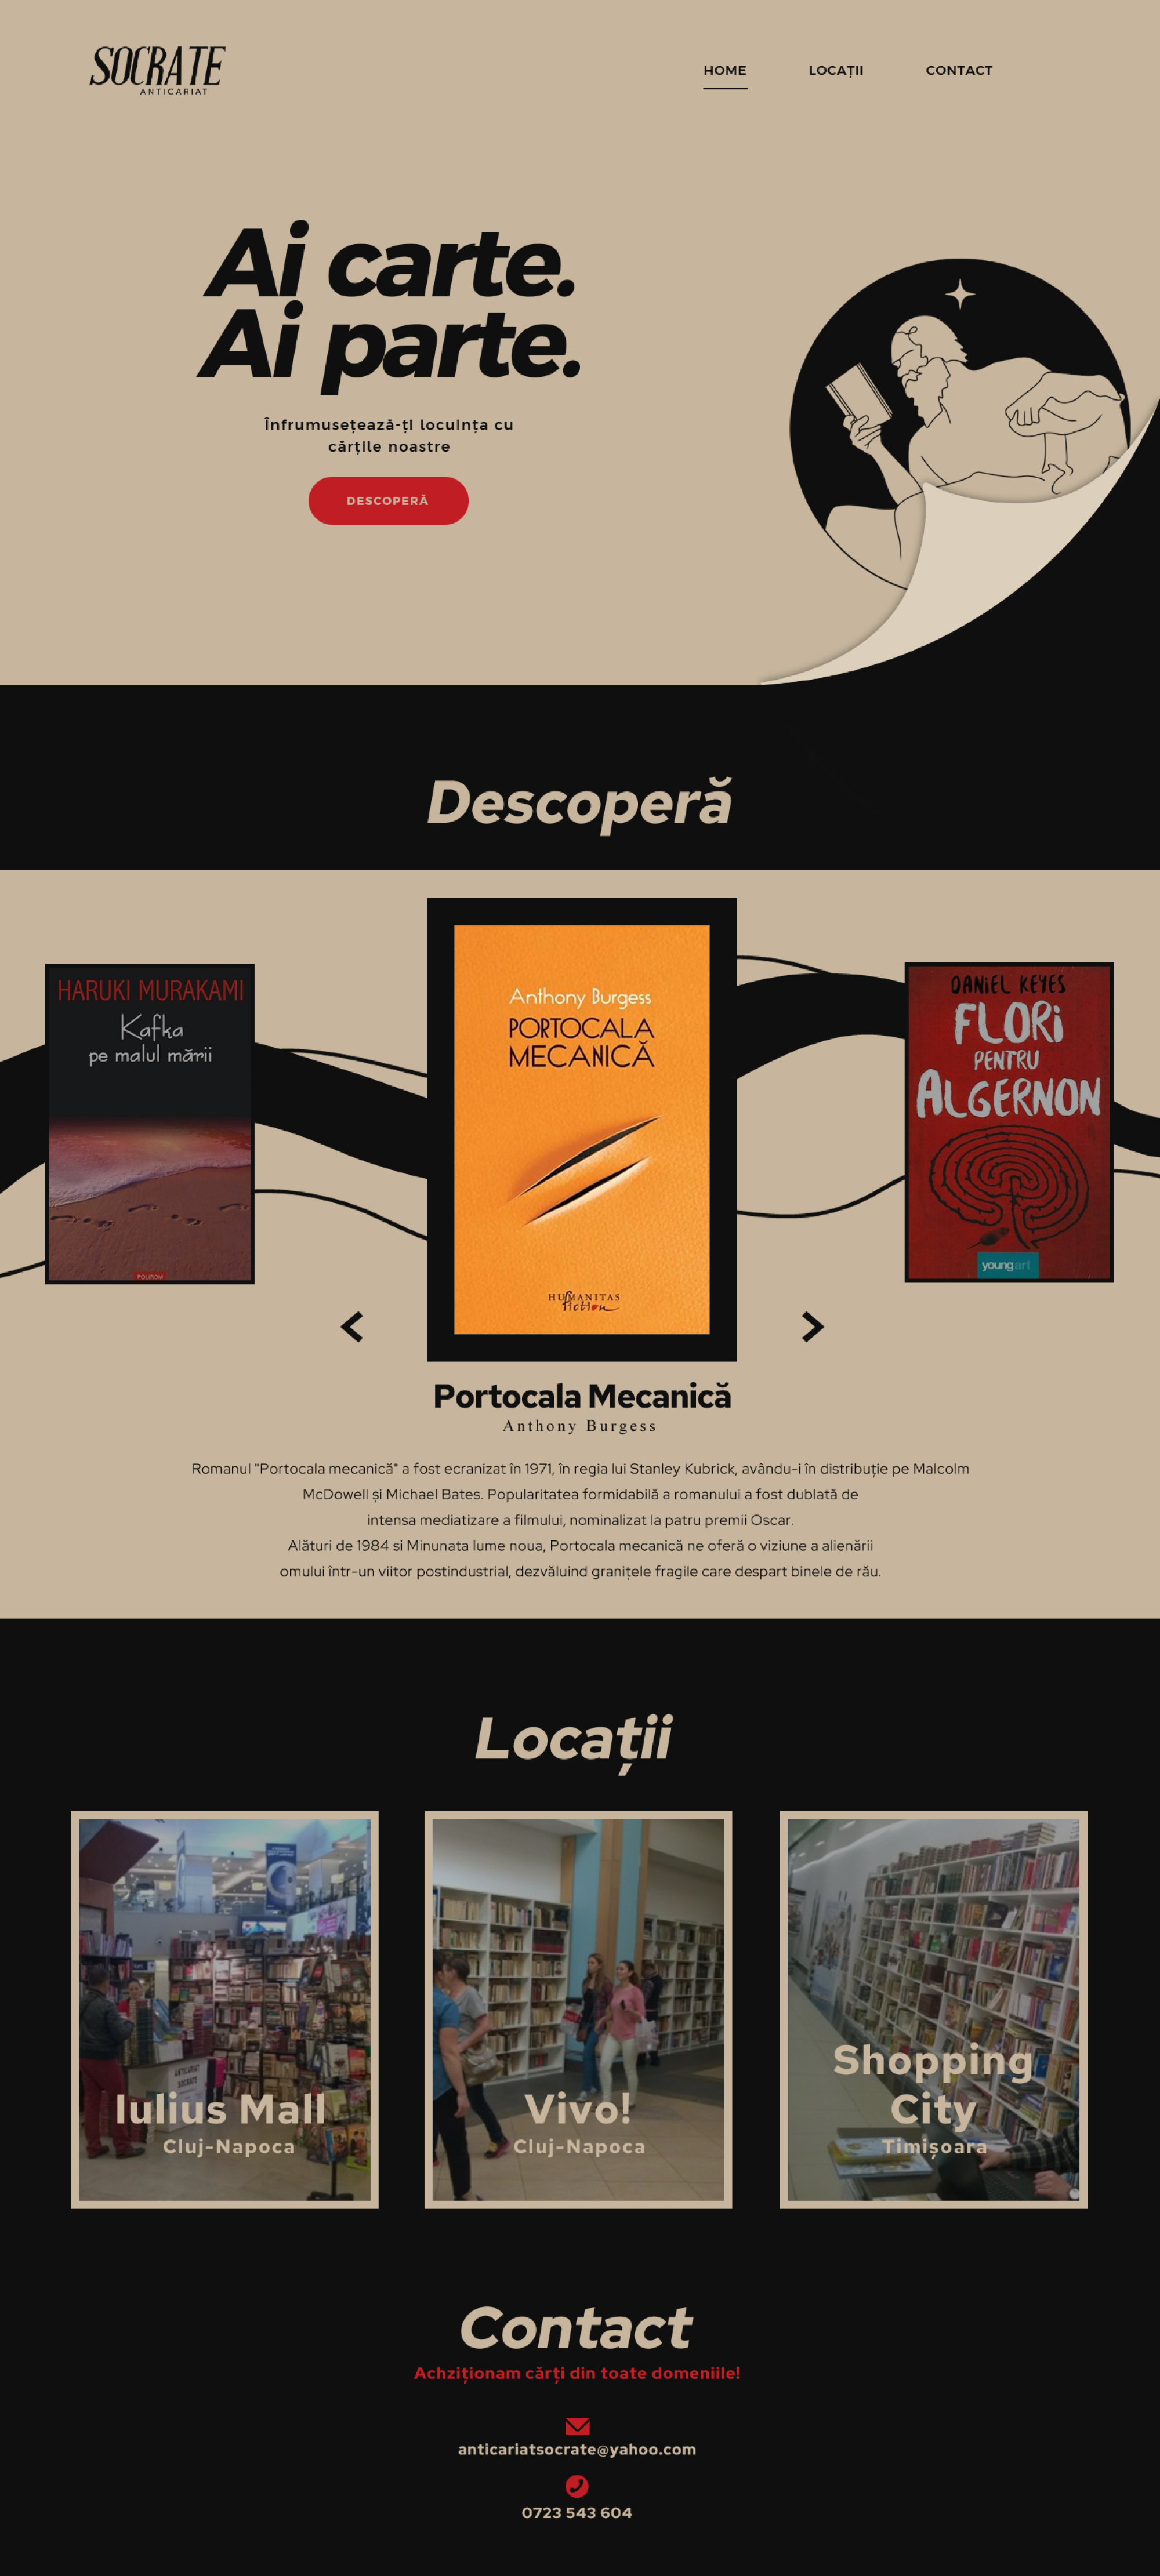 SOCRATE
ANTICARIAT
HOME
LOCAȚII
CONTACT
Ai carte.
Ai parte.
Înfrumusețează-ți locuința cu
cărțile noastre
DESCOPERĂ
Descoperă
HARUKI MURAKAMI
Kafka
pe malul mării
POLIROM
Anthony Burgess
PORTOCALA
MECANICĂ
HUMANITAS
fiction
DANIEL KEYES
FLORI
PENTRU
ALGERNON
youngart
<
>
Portocala Mecanică
Anthony Burgess
Romanul "Portocala mecanică" a fost ecranizat în 1971, în regia lui Stanley Kubrick, avându-i în distribuție pe Malcolm
McDowell și Michael Bates. Popularitatea formidabilă a romanului a fost dublată de
intensa mediatizare a filmului, nominalizat la patru premii Oscar.
Alături de 1984 si Minunata lume noua, Portocala mecanică ne oferă o viziune a alienării
omului într-un viitor postindustrial, dezvăluind granițele fragile care despart binele de rău.
Locații
ANTICARIAT
SOCRATE
Iulius Mall
Cluj-Napoca
Vivo!
Cluj-Napoca
Shopping
City
Timișoara
Contact
Achziționam cărți din toate domeniile!
anticariatsocrate@yahoo.com
0723 543 604